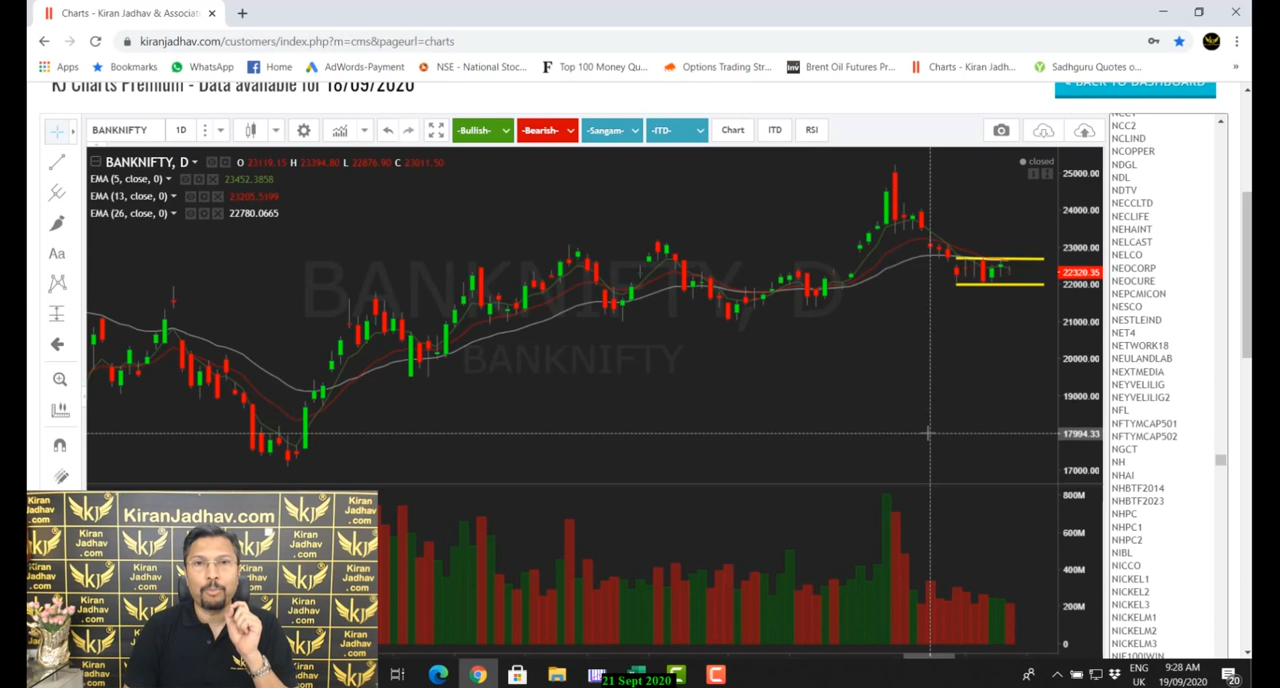 Charts - Kiran Jadhav & Associat
kiranjadhav.com/customers/index.php?m=cms&pageurl=charts
Apps Bookmarks WhatsApp Home AdWords-Payment NSE - National Stoc... Top 100 Money Qu... Options Trading Str... Brent Oil Futures Pr... Charts - Kiran Jadh... Sadhguru Quotes o... »
KJ Charts Premium - Data available for 18/09/2020
BACK TO DASHBOARD
BANKNIFTY 1D -Bullish- -Bearish- -Sangam- -ITD- Chart ITD RSI
BANKNIFTY, D O 23119.15 H 23394.80 L 22876.90 C 23011.50
closed
EMA (5, close, 0) 23452.3858
EMA (13, close, 0) 23205.5199
EMA (26, close, 0) 22780.0665
BANKNIFTY, D
BANKNIFTY
Aa
25000.00
24000.00
23000.00
22320.35
22000.00
21000.00
20000.00
19000.00
17994.33
17000.00
800M
600M
400M
200M
0
NCC2
NCLIND
NCOPPER
NDGL
NDL
NDTV
NECCLTD
NECLIFE
NEHAINT
NELCAST
NELCO
NEOCORP
NEOCURE
NEPCMICON
NESCO
NESTLEIND
NET4
NETWORK18
NEULANDLAB
NEXTMEDIA
NEYVELILIG
NEYVELILIG2
NFL
NFTYMCAP501
NFTYMCAP502
NGCT
NH
NHAI
NHBTF2014
NHBTF2023
NHPC
NHPC1
NHPC2
NIBL
NICCO
NICKEL1
NICKEL2
NICKEL3
NICKELM1
NICKELM2
NICKELM3
NIF100WIN
KiranJadhav.com
Kiran Jadhav .com
KJ
21 Sept 2020
ENG
UK
9:28 AM
19/09/2020
20